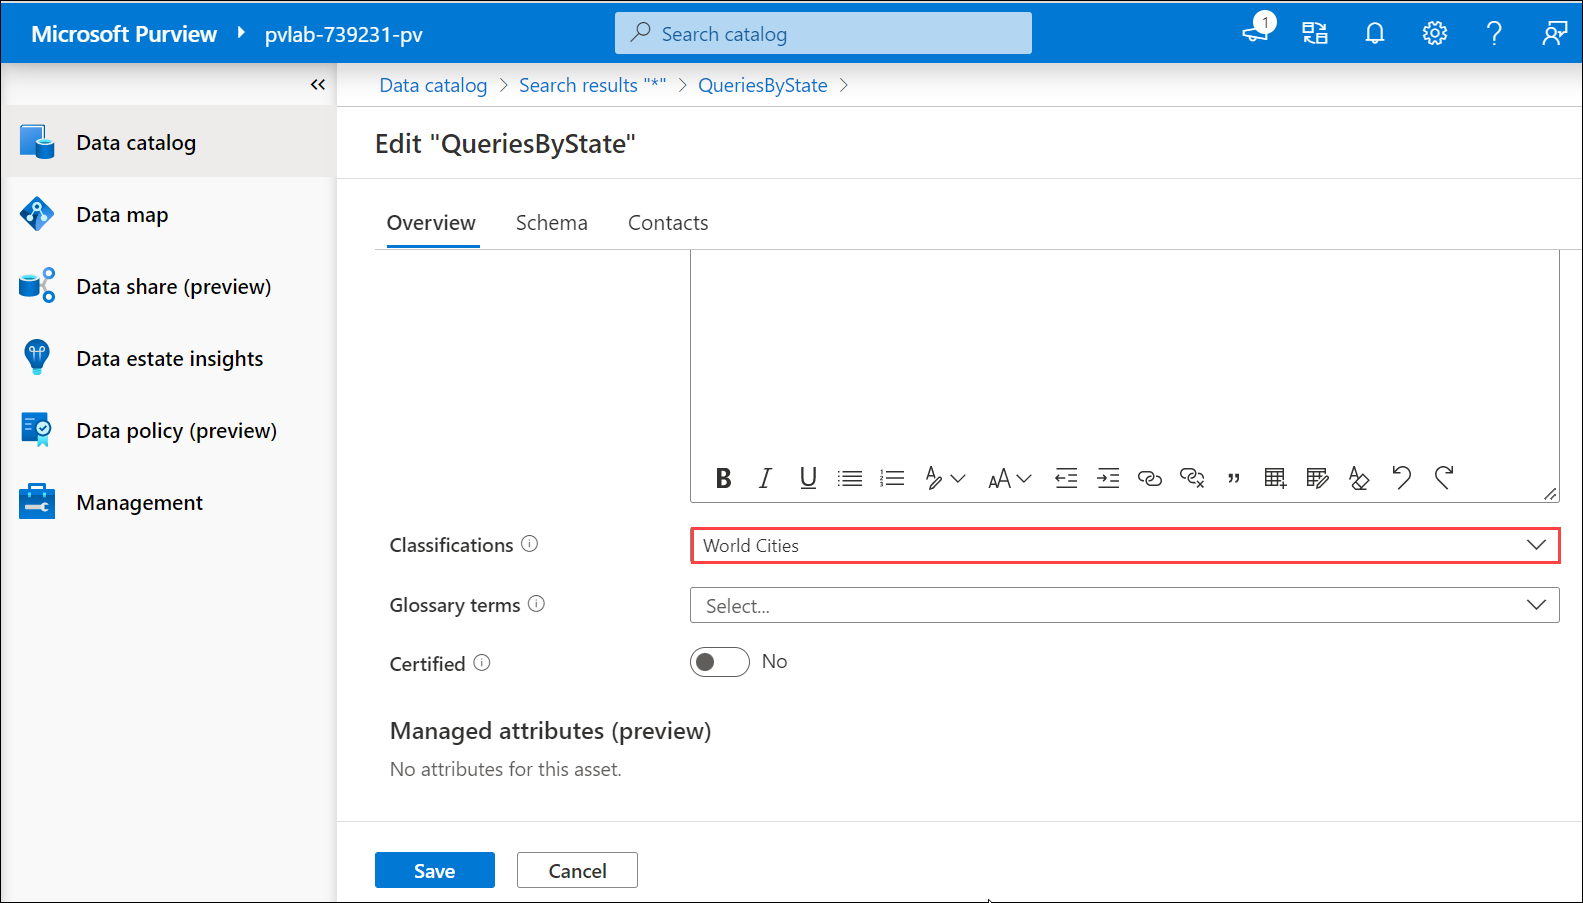 Microsoft Purview pvlab-739231-pv
Search catalog
1
Data catalog
Data map
Data share (preview)
Data estate insights
Data policy (preview)
Management
Data catalog > Search results "*" > QueriesByState >
Edit "QueriesByState"
Overview Schema Contacts
Classifications
World Cities
Glossary terms
Select...
Certified
No
Managed attributes (preview)
No attributes for this asset.
Save Cancel